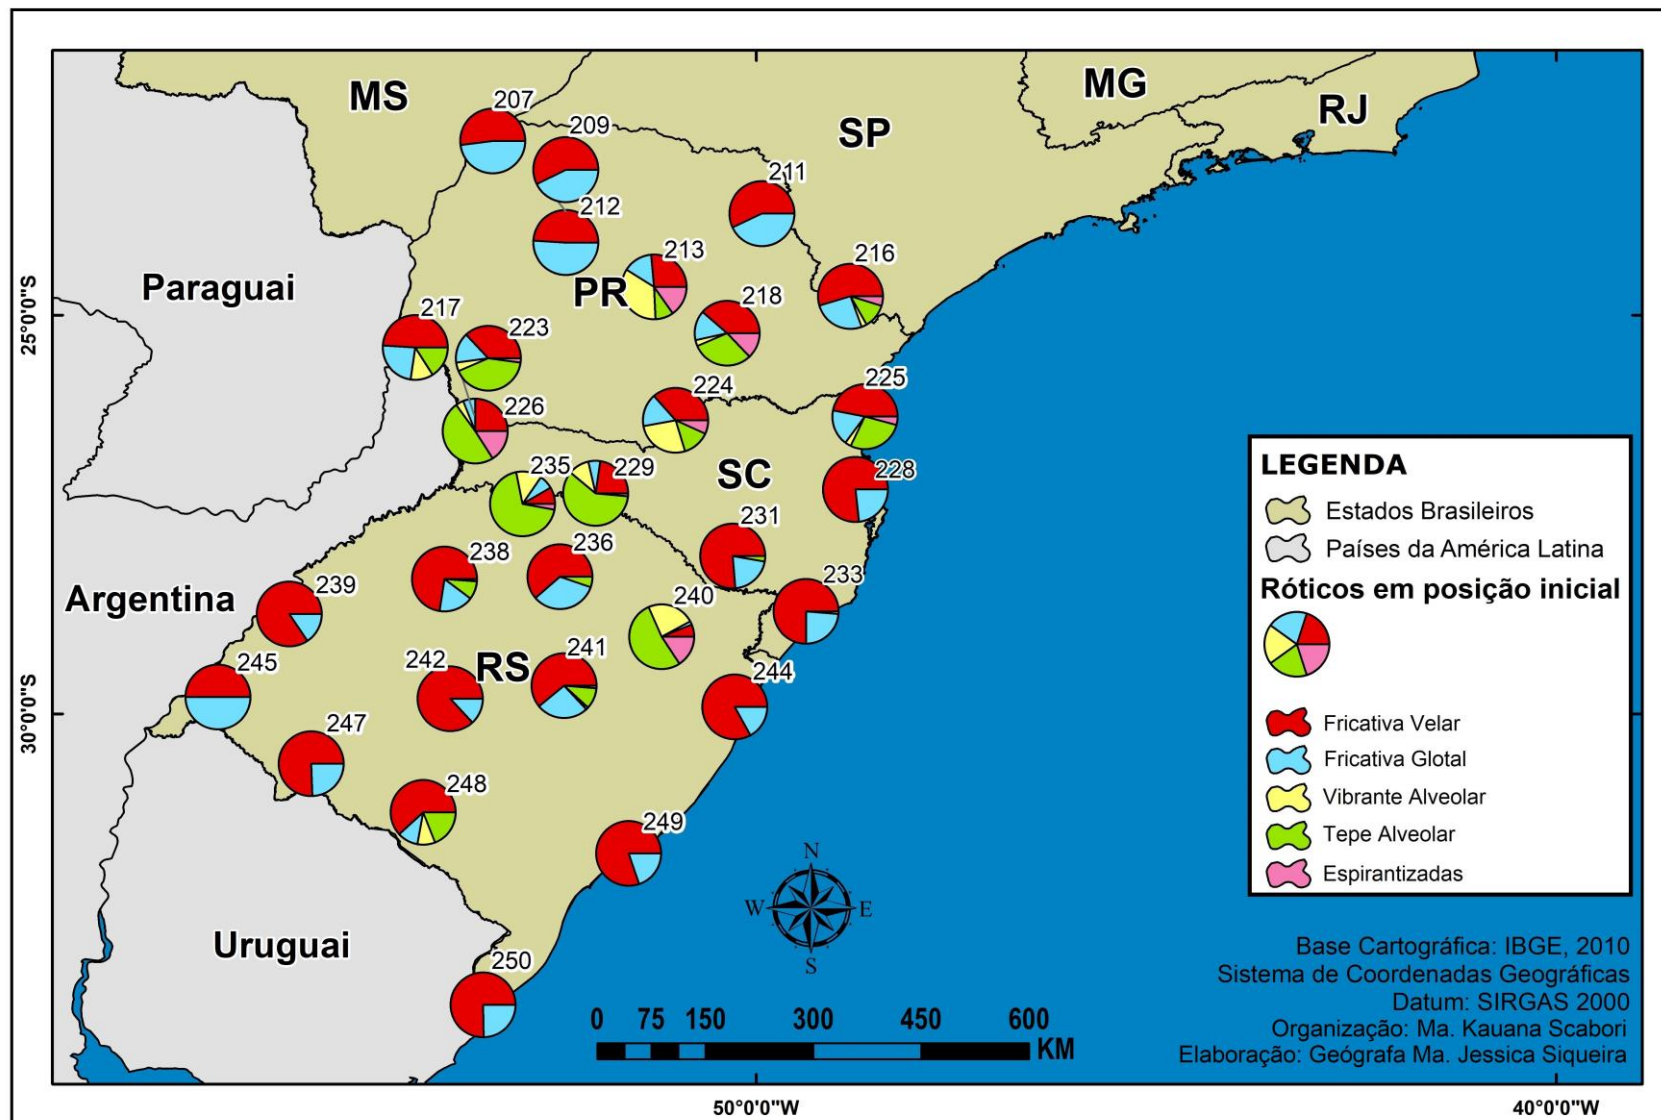 MS
MG
RJ
SP
207
209
211
212
Paraguai
213
PR
216
217
218
223
25°0'0"S
224
225
226
235
229
SC
228
231
238
236
233
Argentina
239
240
RS
241
242
244
245
30°0'0"S
247
248
249
Uruguai
250
N
W
E
S
0 75 150 300 450 600
KM
50°0'0"W
40°0'0"W
LEGENDA
Estados Brasileiros
Países da América Latina
Róticos em posição inicial
Fricativa Velar
Fricativa Glotal
Vibrante Alveolar
Tepe Alveolar
Espirantizadas
Base Cartográfica: IBGE, 2010
Sistema de Coordenadas Geográficas
Datum: SIRGAS 2000
Organização: Ma. Kauana Scabori
Elaboração: Geógrafa Ma. Jessica Siqueira